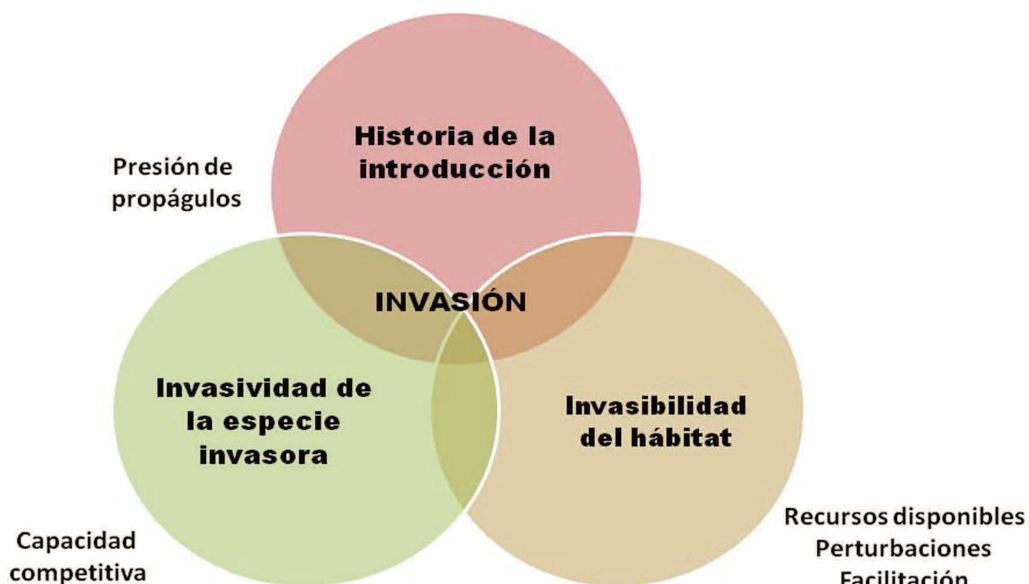 Historia de la
introducción
Presión de
propágulos
INVASIÓN
Invasividad de
la especie
invasora
Invasibilidad
del hábitat
Capacidad
competitiva
Recursos disponibles
Perturbaciones
Facilitación